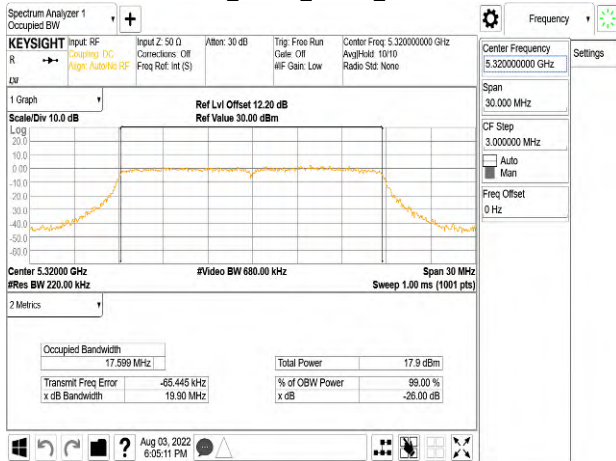 Spectrum Analyzer 1
Occupied BW
Frequency
KEYSIGHT
Input: RF
Coupling: DC
Align: Auto/No RF
R
Input Z: 50 Ω
Corrections: Off
Freq Ref: Int (S)
Atten: 30 dB
Trig: Free Run
Gate: Off
#IF Gain: Low
Center Freq: 5.320000000 GHz
Avg|Hold: 10/10
Radio Std: None
Center Frequency
5.320000000 GHz
Settings
Span
30.000 MHz
CF Step
3.000000 MHz
Auto
Man
Freq Offset
0 Hz
1 Graph
Scale/Div 10.0 dB
Ref Lvl Offset 12.20 dB
Ref Value 30.00 dBm
Log
20.0
10.0
0.00
-10.0
-20.0
-30.0
-40.0
-50.0
-60.0
Center 5.32000 GHz
#Video BW 680.00 kHz
Span 30 MHz
#Res BW 220.00 kHz
Sweep 1.00 ms (1001 pts)
2 Metrics
Occupied Bandwidth
17.599 MHz
Total Power
17.9 dBm
Transmit Freq Error
-65.445 kHz
% of OBW Power
99.00 %
x dB Bandwidth
19.90 MHz
x dB
-26.00 dB
?
Aug 03, 2022
6:05:11 PM